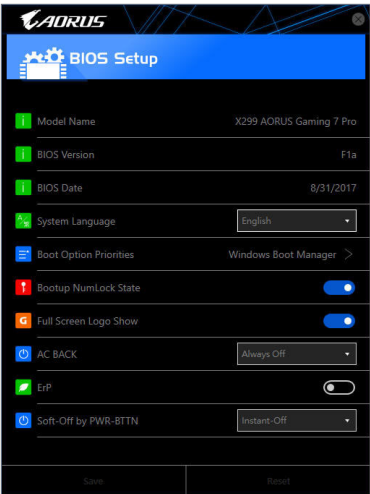 AORUS
BIOS Setup
i Model Name X299 AORUS Gaming 7 Pro
i BIOS Version F1a
i BIOS Date 8/31/2017
System Language English
Boot Option Priorities Windows Boot Manager >
Bootup NumLock State
G Full Screen Logo Show
AC BACK Always Off
ErP
Soft-Off by PWR-BTTN Instant-Off
Save Reset